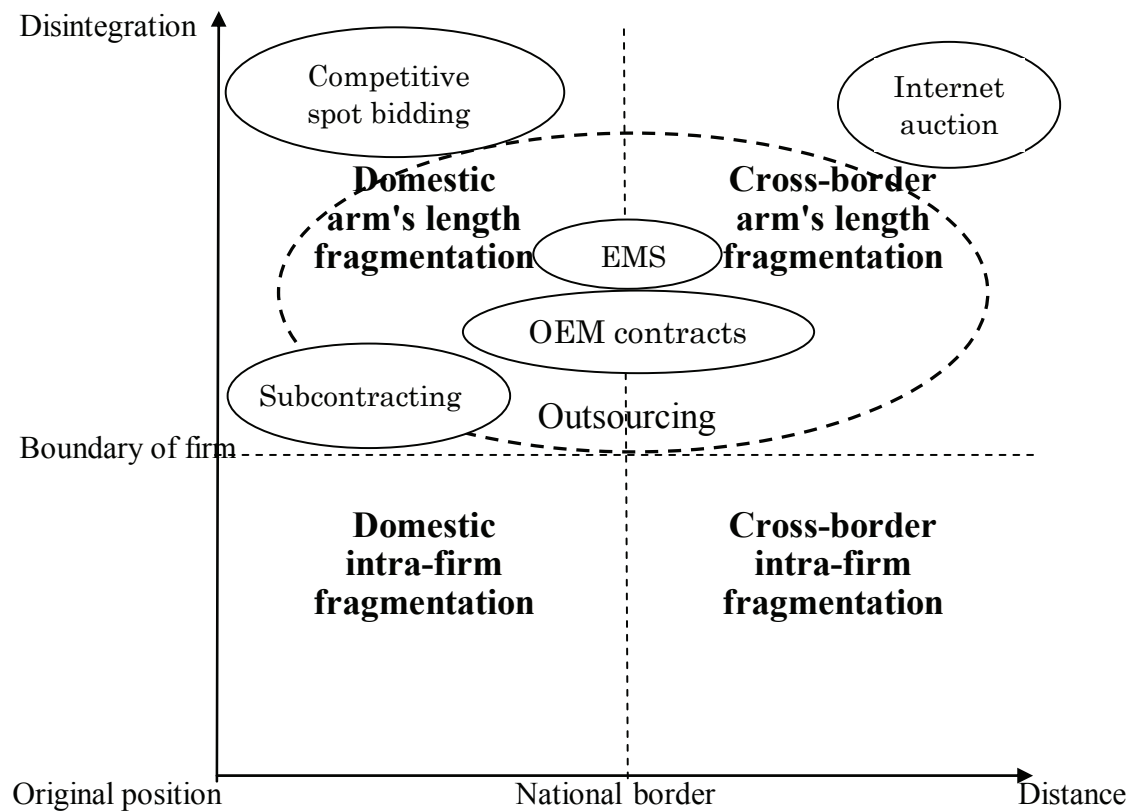 Disintegration
Competitive
spot bidding
Internet
auction
Domestic
arm's length
fragmentation
Cross-border
arm's length
fragmentation
EMS
OEM contracts
Subcontracting
Outsourcing
Boundary of firm
Domestic
intra-firm
fragmentation
Cross-border
intra-firm
fragmentation
Original position
National border
Distance